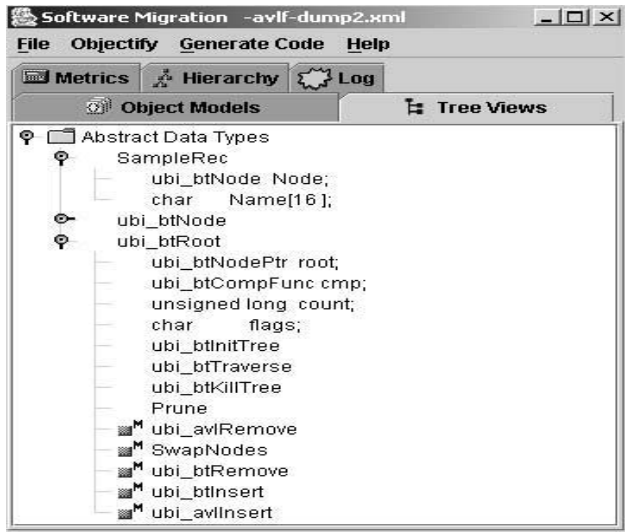 Software Migration -avlf-dump2.xml
File Objectify Generate Code Help
Metrics Hierarchy Log
Object Models Tree Views
Abstract Data Types
SampleRec
ubi_btNode Node;
char Name[16];
ubi_btNode
ubi_btRoot
ubi_btNodePtr root;
ubi_btCompFunc cmp;
unsigned long count;
char flags;
ubi_btInitTree
ubi_btTraverse
ubi_btKillTree
Prune
M ubi_avlRemove
M SwapNodes
M ubi_btRemove
M ubi_btInsert
M ubi_avlInsert